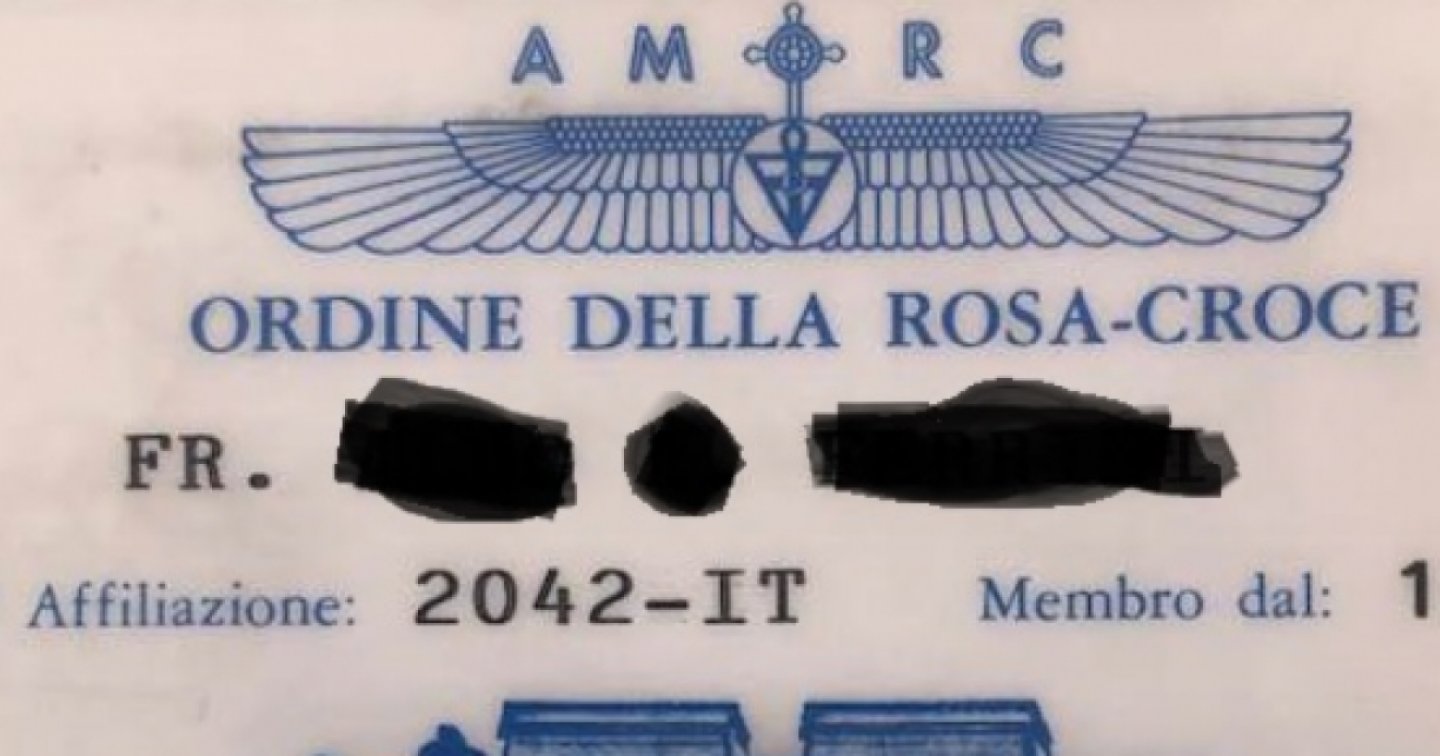 A M R C
ORDINE DELLA ROSA-CROCE
FR.
Affiliazione: 2042-IT Membro dal: 1